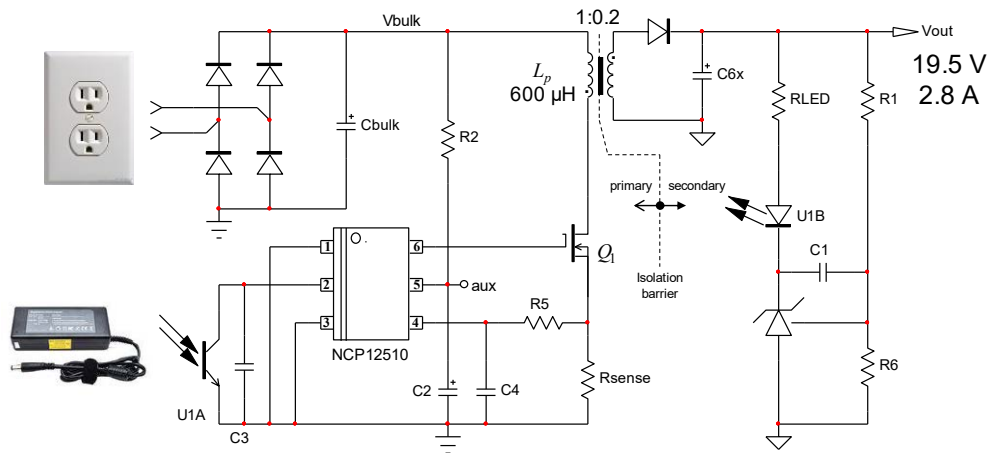 1:0.2
Vbulk
Vout
19.5 V
2.8 A
Lp
600 µH
C6x
RLED
R1
Cbulk
R2
primary
secondary
U1B
Isolation
barrier
C1
Q1
1
6
2
5
aux
3
4
NCP12510
R5
Rsense
R6
U1A
C2
C4
C3